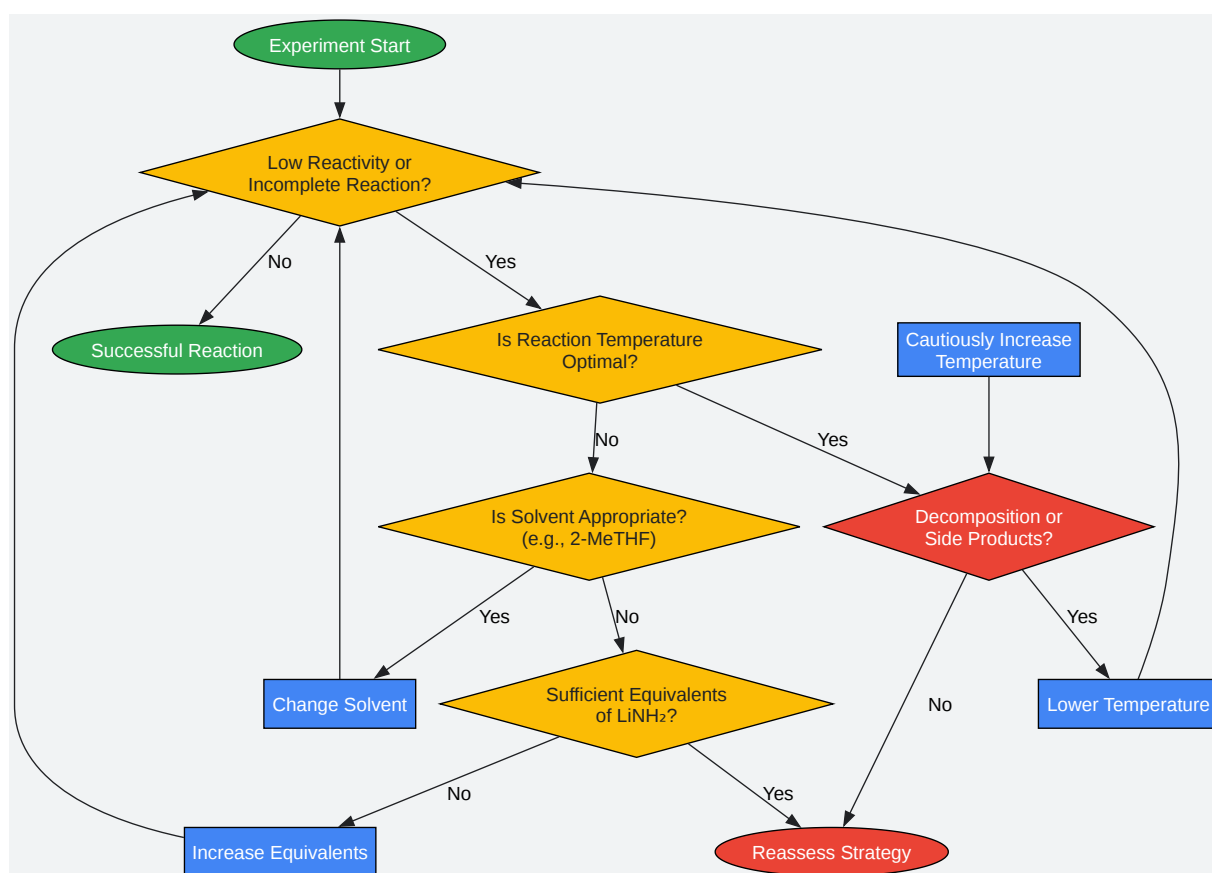 Experiment Start
Low Reactivity or
Incomplete Reaction?
No
Yes
Successful Reaction
Is Reaction Temperature
Optimal?
Cautiously Increase
Temperature
No
Yes
Is Solvent Appropriate?
(e.g., 2-MeTHF)
Decomposition or
Side Products?
Yes
No
Yes
Change Solvent
Sufficient Equivalents
of LiNH₂?
No
Lower Temperature
No
Yes
Increase Equivalents
Reassess Strategy